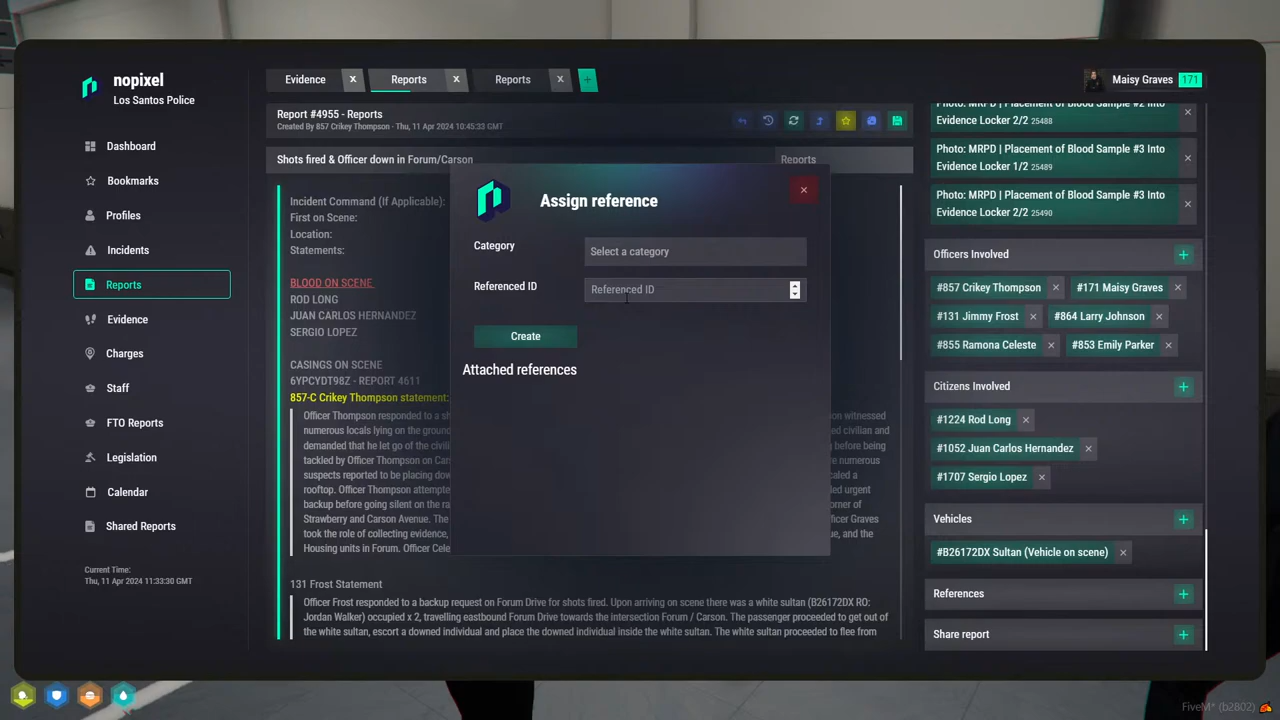 nopixel
Los Santos Police
Dashboard
Bookmarks
Profiles
Incidents
Reports
Evidence
Charges
Staff
FTO Reports
Legislation
Calendar
Shared Reports
Current Time:
Thu, 11 Apr 2024 11:33:30 GMT
Evidence x
Reports x
Reports x
+
Maisy Graves 171
Report #4955 - Reports
Created By 857 Crikey Thompson - Thu, 11 Apr 2024 10:45:33 GMT
Shots fired & Officer down in Forum/Carson
Reports
Incident Command (If Applicable):
First on Scene:
Location:
Statements:
BLOOD ON SCENE
ROD LONG
JUAN CARLOS HERNANDEZ
SERGIO LOPEZ
CASINGS ON SCENE
6YPCYDT98Z - REPORT 4611
857-C Crikey Thompson statement:
Officer Thompson responded to a
numerous locals lying on the ground
demanded that he let go of the
tackled by Officer Thompson on
suspects reported to be placing
rooftop. Officer Thompson
backup before going silent on the
Strawberry and Carson Avenue. The
took the role of collecting evidence,
Housing units in Forum. Officer
witnessed
civilian and
before being
numerous
a
urgent
corner of
Graves
and the
131 Frost Statement
Officer Frost responded to a backup request on Forum Drive for shots fired. Upon arriving on scene there was a white sultan (B26172DX RO:
Jordan Walker) occupied x 2, travelling eastbound Forum Drive towards the intersection Forum / Carson. The passenger proceeded to get out of
the white sultan, escort a downed individual and place the downed individual inside the white sultan. The white sultan proceeded to flee from
Assign reference
×
Category
Select a category
Referenced ID
Referenced ID
Create
Attached references
Photo: MRPD | Placement of Blood Sample #2 Into
Evidence Locker 2/2 25488 ×
Photo: MRPD | Placement of Blood Sample #3 Into
Evidence Locker 1/2 25489 ×
Photo: MRPD | Placement of Blood Sample #3 Into
Evidence Locker 2/2 25490 ×
Officers Involved +
#857 Crikey Thompson × #171 Maisy Graves ×
#131 Jimmy Frost × #864 Larry Johnson ×
#855 Ramona Celeste × #853 Emily Parker ×
Citizens Involved +
#1224 Rod Long ×
#1052 Juan Carlos Hernandez ×
#1707 Sergio Lopez ×
Vehicles +
#B26172DX Sultan (Vehicle on scene) ×
References +
Share report +
FiveM* (b2802)